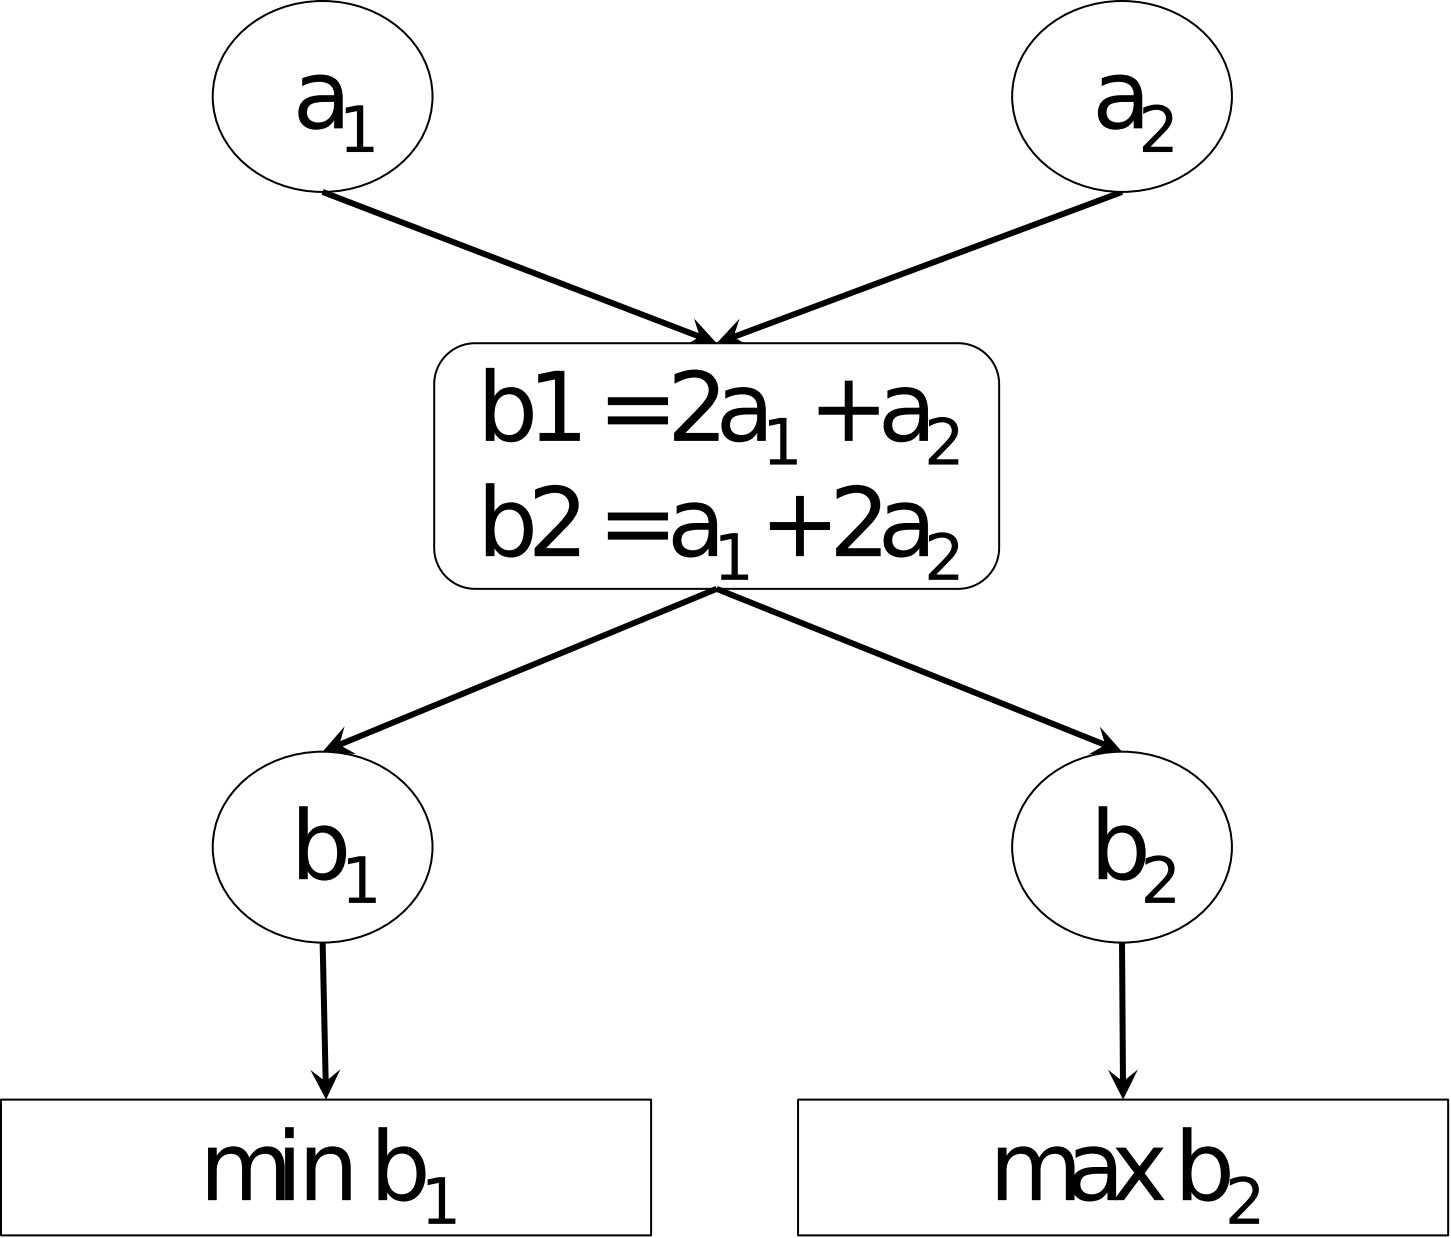 a₁
a₂
b1 =2a₁ +a₂
b2 =a₁ +2a₂
b₁
b₂
min b₁
max b₂